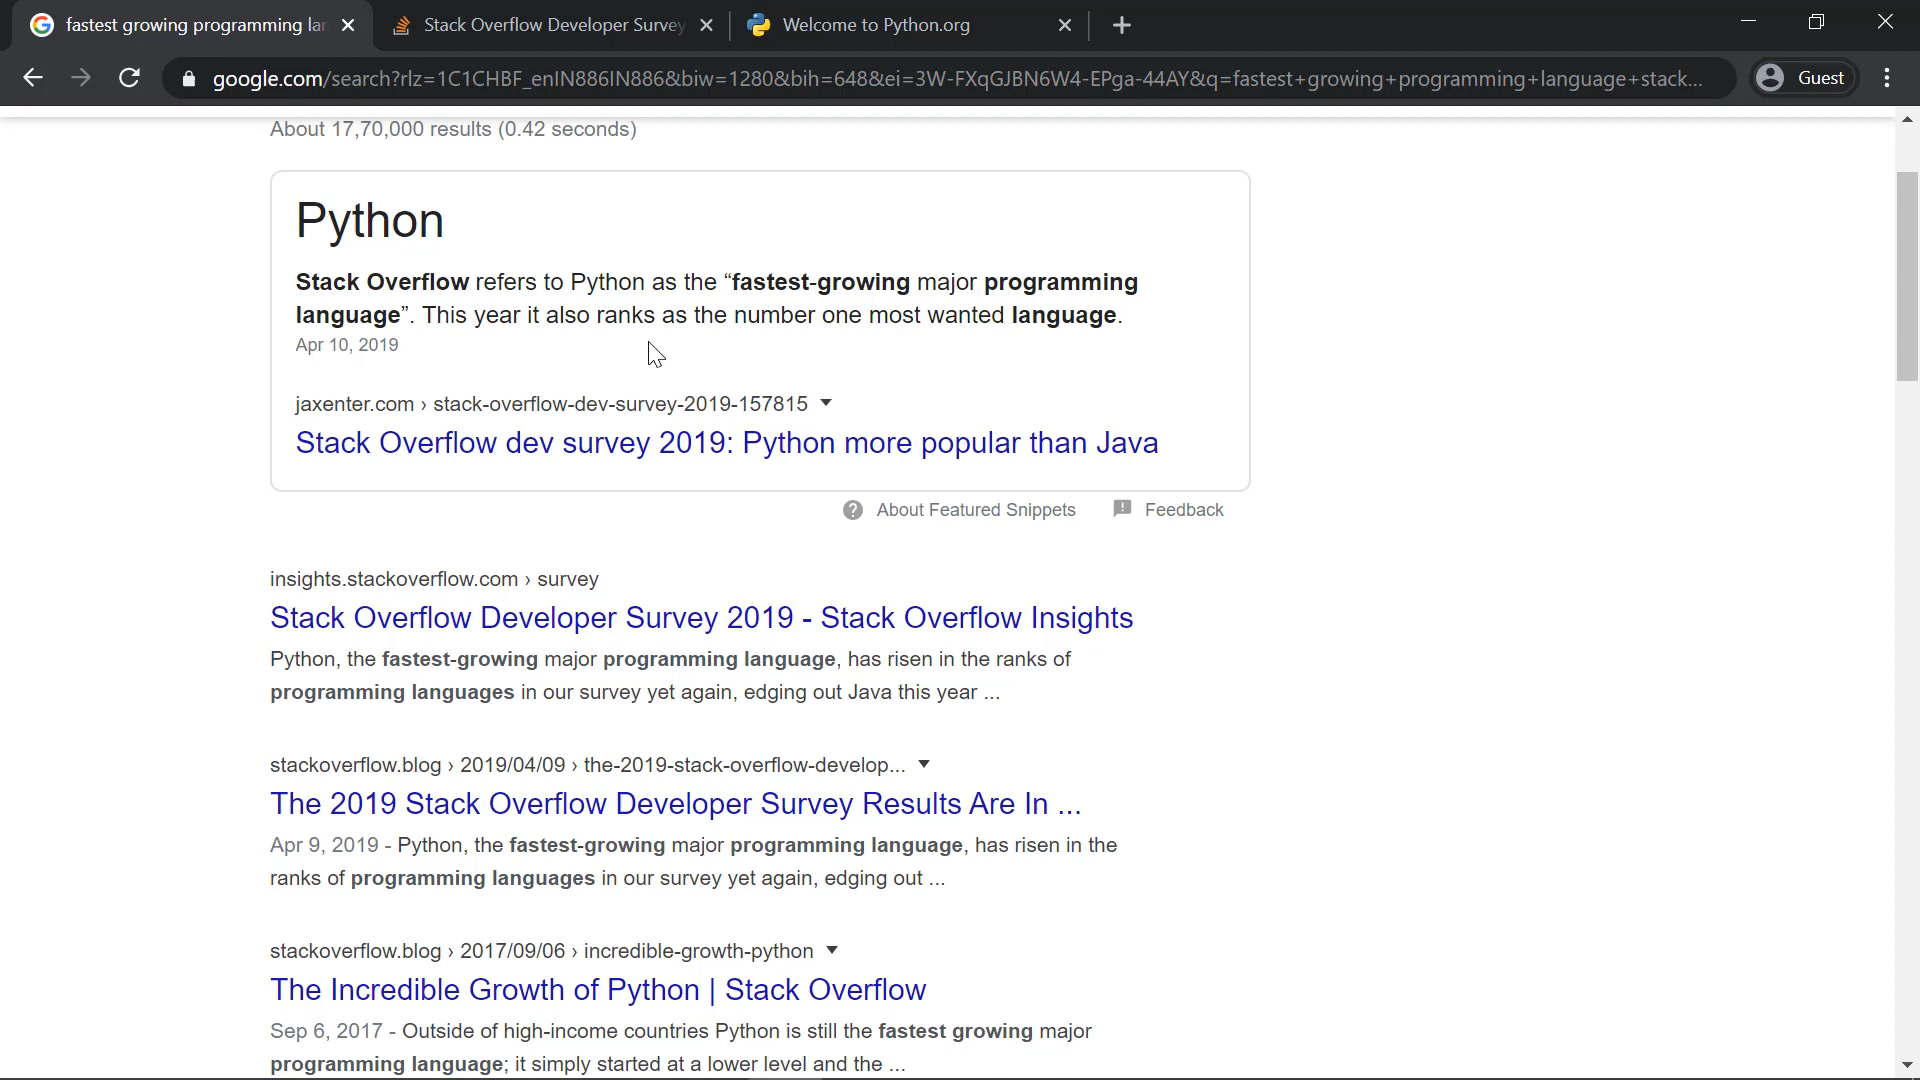 fastest growing programming lan
Stack Overflow Developer Survey
Welcome to Python.org
google.com/search?rlz=1C1CHBF_enIN886IN886&biw=1280&bih=648&ei=3W-FXqGJBN6W4-EPga-44AY&q=fastest+growing+programming+language+stack...
Guest
About 17,70,000 results (0.42 seconds)
Python
Stack Overflow refers to Python as the “fastest-growing major programming
language”. This year it also ranks as the number one most wanted language.
Apr 10, 2019
jaxenter.com › stack-overflow-dev-survey-2019-157815
Stack Overflow dev survey 2019: Python more popular than Java
About Featured Snippets
Feedback
insights.stackoverflow.com › survey
Stack Overflow Developer Survey 2019 - Stack Overflow Insights
Python, the fastest-growing major programming language, has risen in the ranks of
programming languages in our survey yet again, edging out Java this year ...
stackoverflow.blog › 2019/04/09 › the-2019-stack-overflow-develop...
The 2019 Stack Overflow Developer Survey Results Are In ...
Apr 9, 2019 - Python, the fastest-growing major programming language, has risen in the
ranks of programming languages in our survey yet again, edging out ...
stackoverflow.blog › 2017/09/06 › incredible-growth-python
The Incredible Growth of Python | Stack Overflow
Sep 6, 2017 - Outside of high-income countries Python is still the fastest growing major
programming language; it simply started at a lower level and the ...